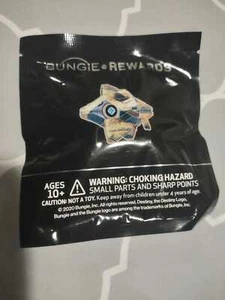 BUNGiE•REWARDS
AGES
10+
WARNING: CHOKING HAZARD
SMALL PARTS AND SHARP POINTS
CAUTION: NOT A TOY. Keep away from children under 4 years of age.
© 2020 Bungie, Inc. All rights reserved. Destiny, the Destiny Logo,
Bungie and the Bungie logo are among the trademarks of Bungie, Inc.